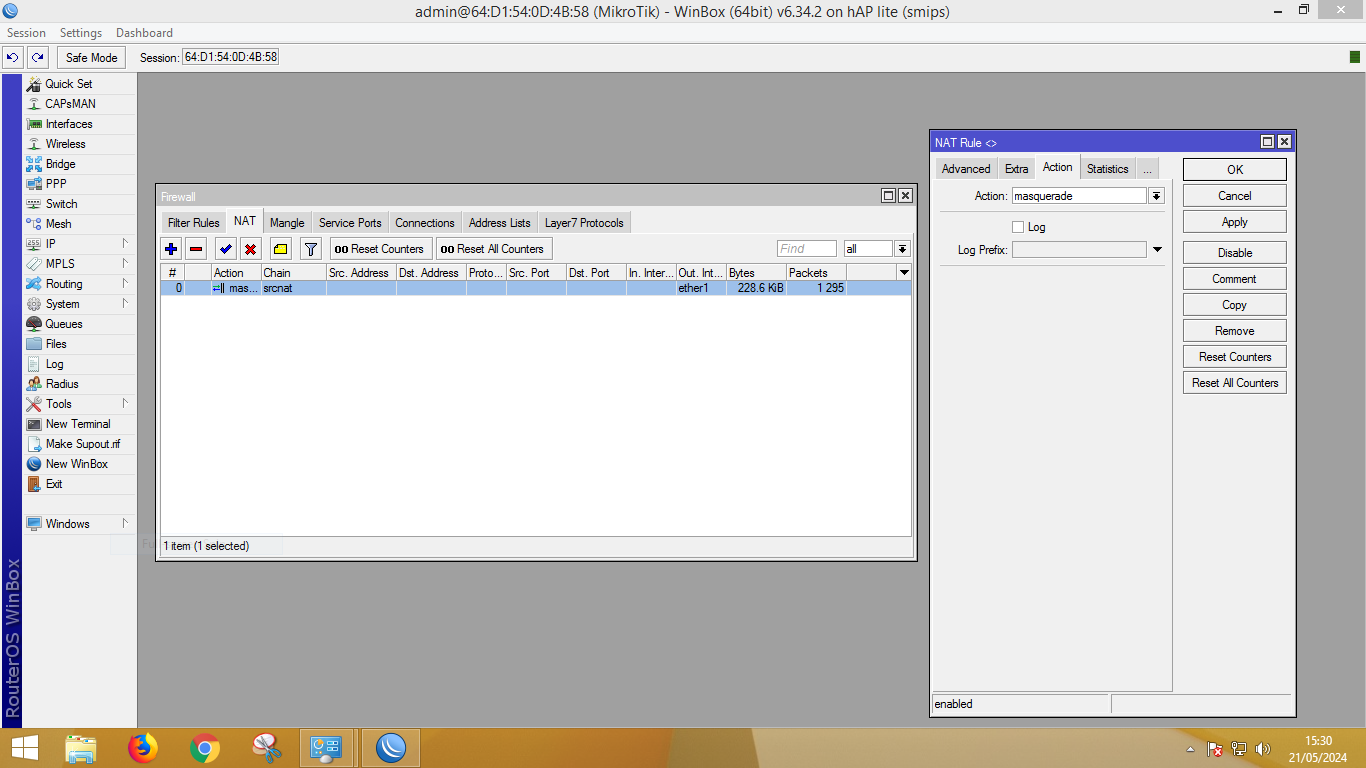 admin@64:D1:54:0D:4B:58 (MikroTik) - WinBox (64bit) v6.34.2 on hAP lite (smips)
Session Settings Dashboard
Safe Mode Session: 64:D1:54:0D:4B:58
Quick Set
CAPsMAN
Interfaces
Wireless
Bridge
PPP
Switch
Mesh
IP
MPLS
Routing
System
Queues
Files
Log
Radius
Tools
New Terminal
Make Supout.rif
New WinBox
Exit
Windows
RouterOS WinBox
Firewall
Filter Rules NAT Mangle Service Ports Connections Address Lists Layer7 Protocols
00 Reset Counters 00 Reset All Counters Find all
# Action Chain Src. Address Dst. Address Proto... Src. Port Dst. Port In. Inter... Out. Int... Bytes Packets
0 mas... srcnat ether1 228.6 KiB 1 295
1 item (1 selected)
NAT Rule <>
Advanced Extra Action Statistics ...
Action: masquerade
Log
Log Prefix:
OK
Cancel
Apply
Disable
Comment
Copy
Remove
Reset Counters
Reset All Counters
enabled
15:30
21/05/2024